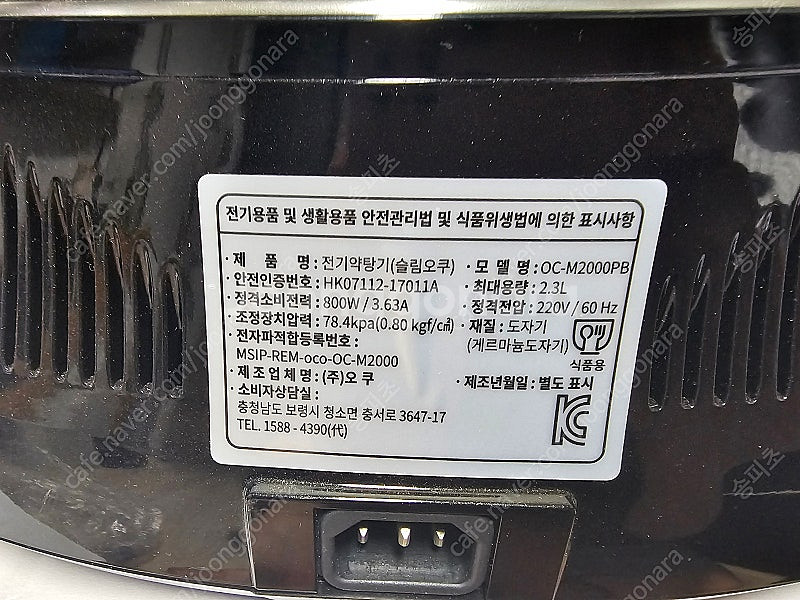 전기용품 및 생활용품 안전관리법 및 식품위생법에 의한 표시사항
· 제 품 명 : 전기약탕기(슬림오쿠) · 모 델 명 : OC-M2000PB
· 안전인증번호 : HK07112-17011A · 최대용량 : 2.3L
· 정격소비전력 : 800W / 3.63A · 정격전압 : 220V / 60 Hz
· 조정장치압력 : 78.4kpa(0.80 kgf/㎠) · 재질 : 도자기
· 전자파적합등록번호 : (게르마늄도자기)
MSIP-REM-oco-OC-M2000 식품용
· 제 조 업 체 명 : (주)오 쿠 · 제조년월일 : 별도 표시
· 소비자상담실 :
충청남도 보령시 청소면 충서로 3647-17
TEL. 1588 - 4390(代)
cafe.naver.com/joonggonara
송피초